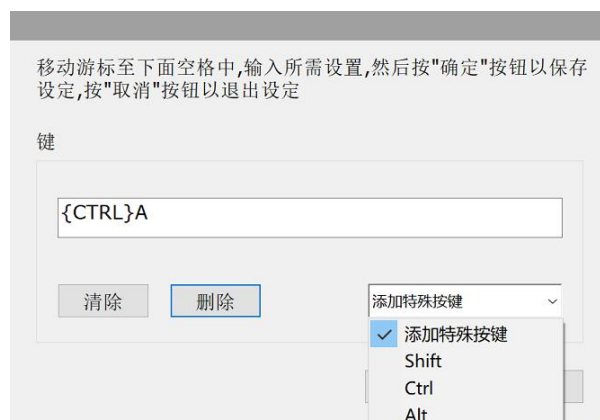 移动游标至下面空格中,输入所需设置,然后按"确定"按钮以保存
设定,按"取消"按钮以退出设定
键
{CTRL}A
清除
删除
添加特殊按键
添加特殊按键
Shift
Ctrl
Alt